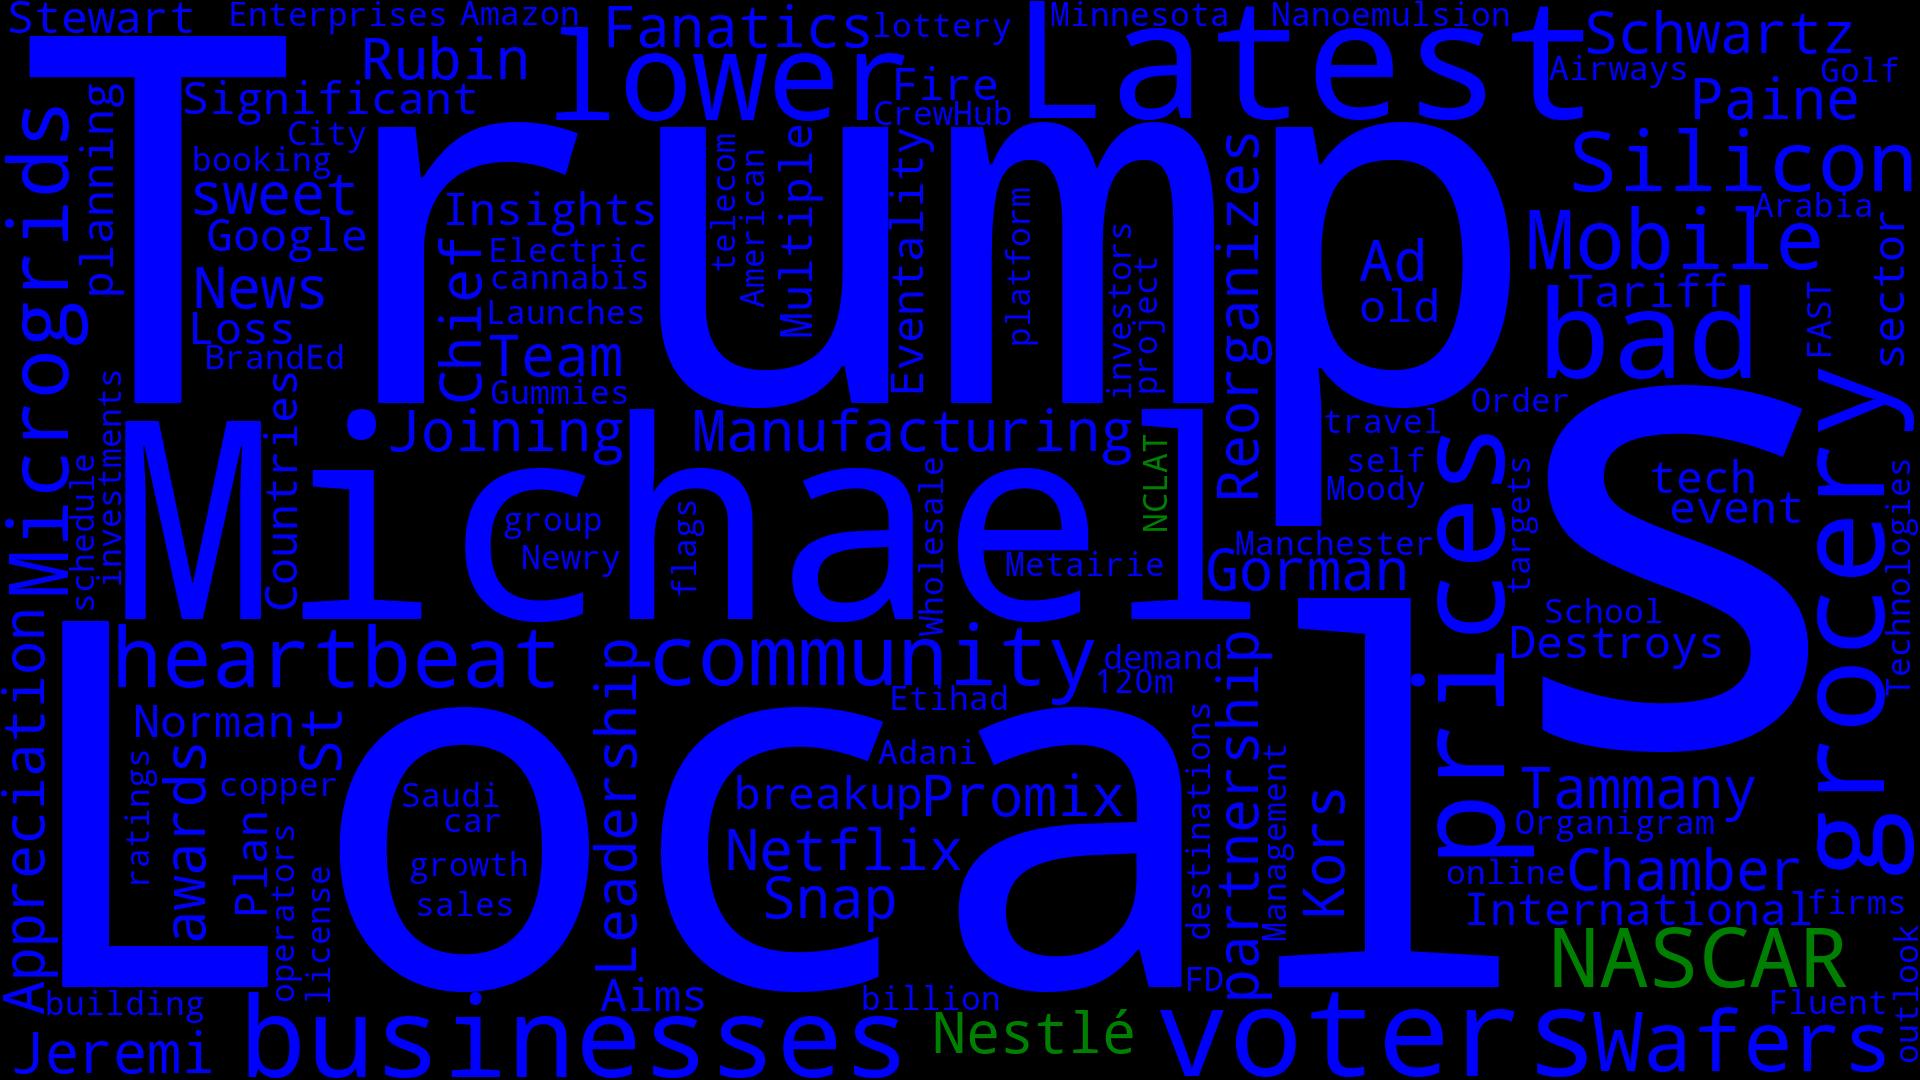 Stewart
Enterprises
Amazon
Fanatics
lottery
Latest
Minnesota
Nanoemulsion
Schwartz
Rubin
lower
Fire
Airways
Golf
Significant
CrewHub
Paine
Trump
planning
City
booking
sweet
Google
News
Loss
BrandEd
Insights
Electric
cannabis
Launches
Team
Gummies
Chief
telecom
American
Multiple
Eventuality
platform
investors
project
Reorganizes
Ad
old
Silicon
Arabia
Mobile
Tariff
bad
FAST
sector
Microgrids
schedule
investments
Countries
Michael
Joining
Manufacturing
group
Newry
flags
Wholesale
Metairie
NCLAT
Gorman
Manchester
travel
self
Moody
Order
prices
targets
S
tech
event
grocery
Technologies
School
Destroys
Appreciation
heartbeat
community
demand
120m
Etihad
Leadership
partnership
Norman
St
ratings
awards
copper
Plan
operators
license
Local
Saudi
car
growth
sales
Adani
breakup
Promix
Netflix
Snap
destinations
Management
Kors
Tammany
Organigram
online
Chamber
International
firms
NASCAR
outlook
FD
building
Aims
billion
Jeremi
businesses
Nestlé
voters
Wafers
Fluent